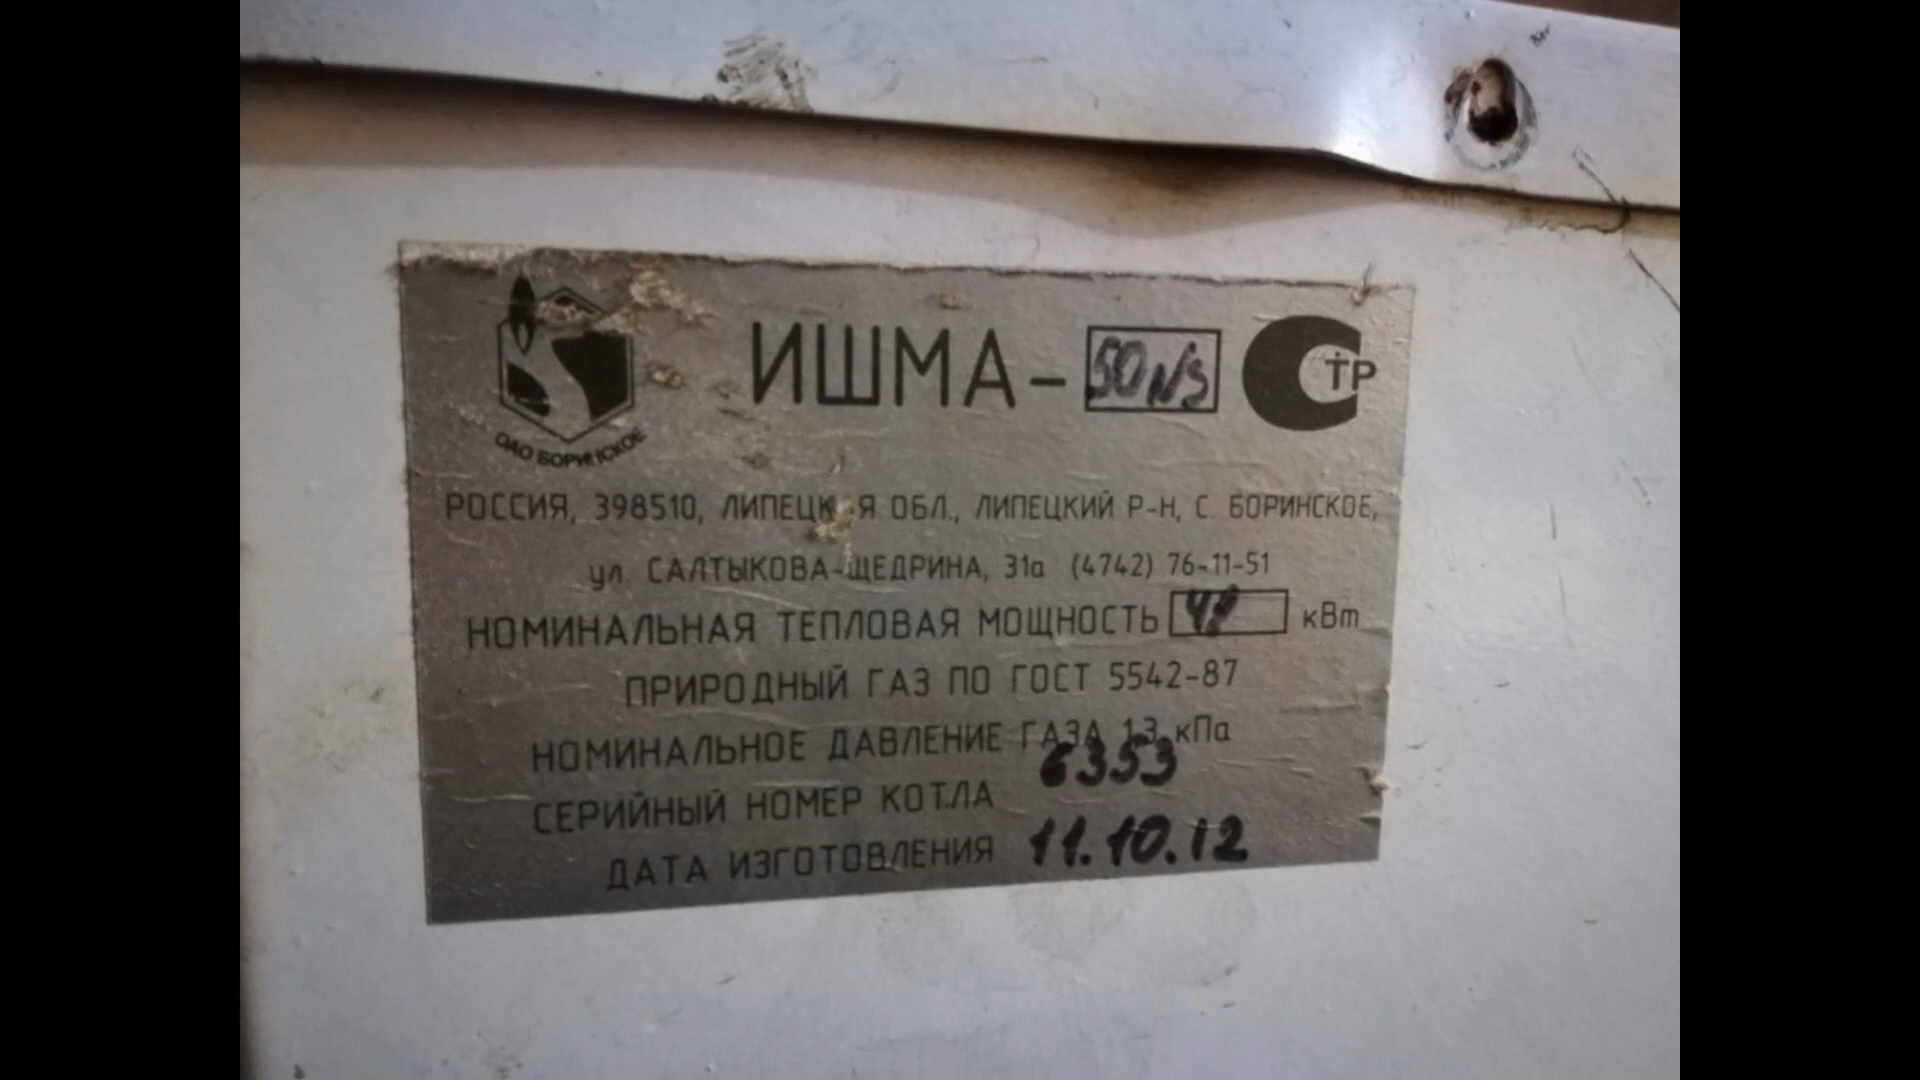 ИШМА-
ТР
ОАО БОРИНСКОЕ
РОССИЯ, 398510, ЛИПЕЦКАЯ ОБЛ., ЛИПЕЦКИЙ Р-Н, С. БОРИНСКОЕ,
ул. САЛТЫКОВА-ЩЕДРИНА, 31а (4742) 76-11-51
НОМИНАЛЬНАЯ ТЕПЛОВАЯ МОЩНОСТЬ кВт
ПРИРОДНЫЙ ГАЗ ПО ГОСТ 5542-87
НОМИНАЛЬНОЕ ДАВЛЕНИЕ ГАЗА 1,3 кПа
СЕРИЙНЫЙ НОМЕР КОТЛА 6353
ДАТА ИЗГОТОВЛЕНИЯ 11.10.12